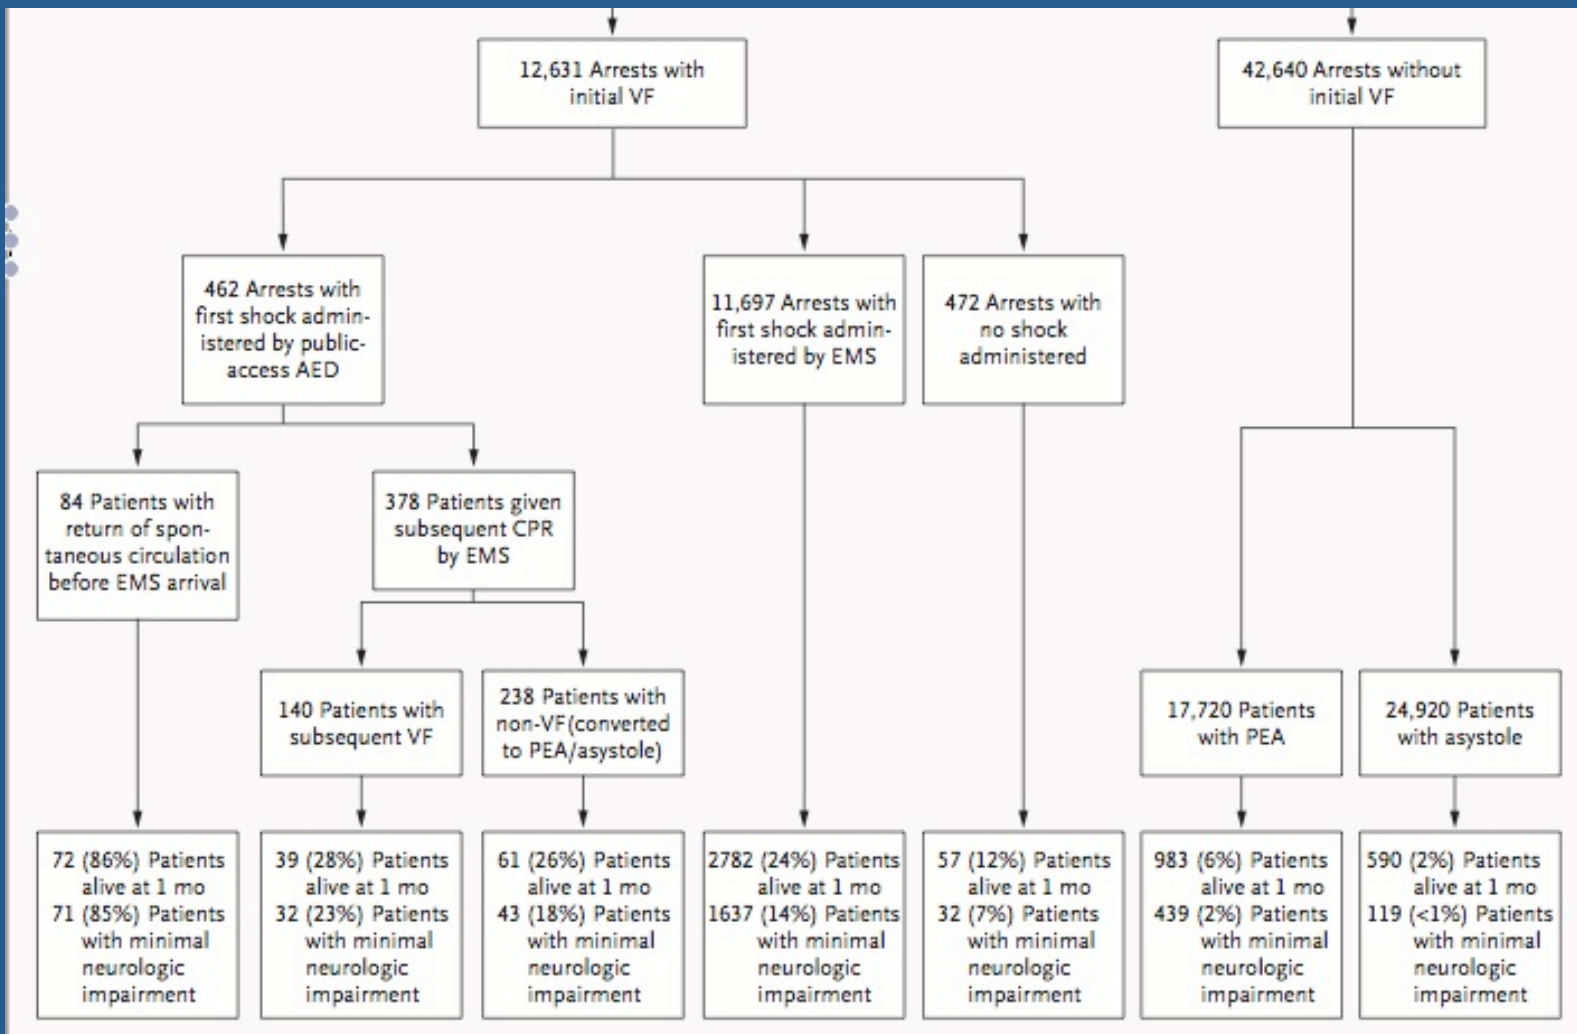 12,631 Arrests with
initial VF
42,640 Arrests without
initial VF
462 Arrests with
first shock admin-
istered by public-
access AED
11,697 Arrests with
first shock admin-
istered by EMS
472 Arrests with
no shock
administered
84 Patients with
return of spon-
taneous circulation
before EMS arrival
378 Patients given
subsequent CPR
by EMS
140 Patients with
subsequent VF
238 Patients with
non-VF(converted
to PEA/asystole)
17,720 Patients
with PEA
24,920 Patients
with asystole
72 (86%) Patients
alive at 1 mo
71 (85%) Patients
with minimal
neurologic
impairment
39 (28%) Patients
alive at 1 mo
32 (23%) Patients
with minimal
neurologic
impairment
61 (26%) Patients
alive at 1 mo
43 (18%) Patients
with minimal
neurologic
impairment
2782 (24%) Patients
alive at 1 mo
1637 (14%) Patients
with minimal
neurologic
impairment
57 (12%) Patients
alive at 1 mo
32 (7%) Patients
with minimal
neurologic
impairment
983 (6%) Patients
alive at 1 mo
439 (2%) Patients
with minimal
neurologic
impairment
590 (2%) Patients
alive at 1 mo
119 (<1%) Patients
with minimal
neurologic
impairment